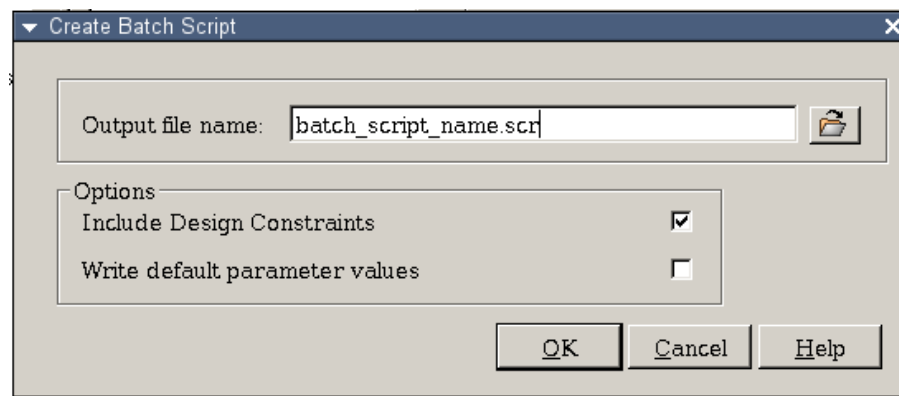 Create Batch Script
Output file name: batch_script_name.scr
Options
Include Design Constraints
Write default parameter values
OK Cancel Help